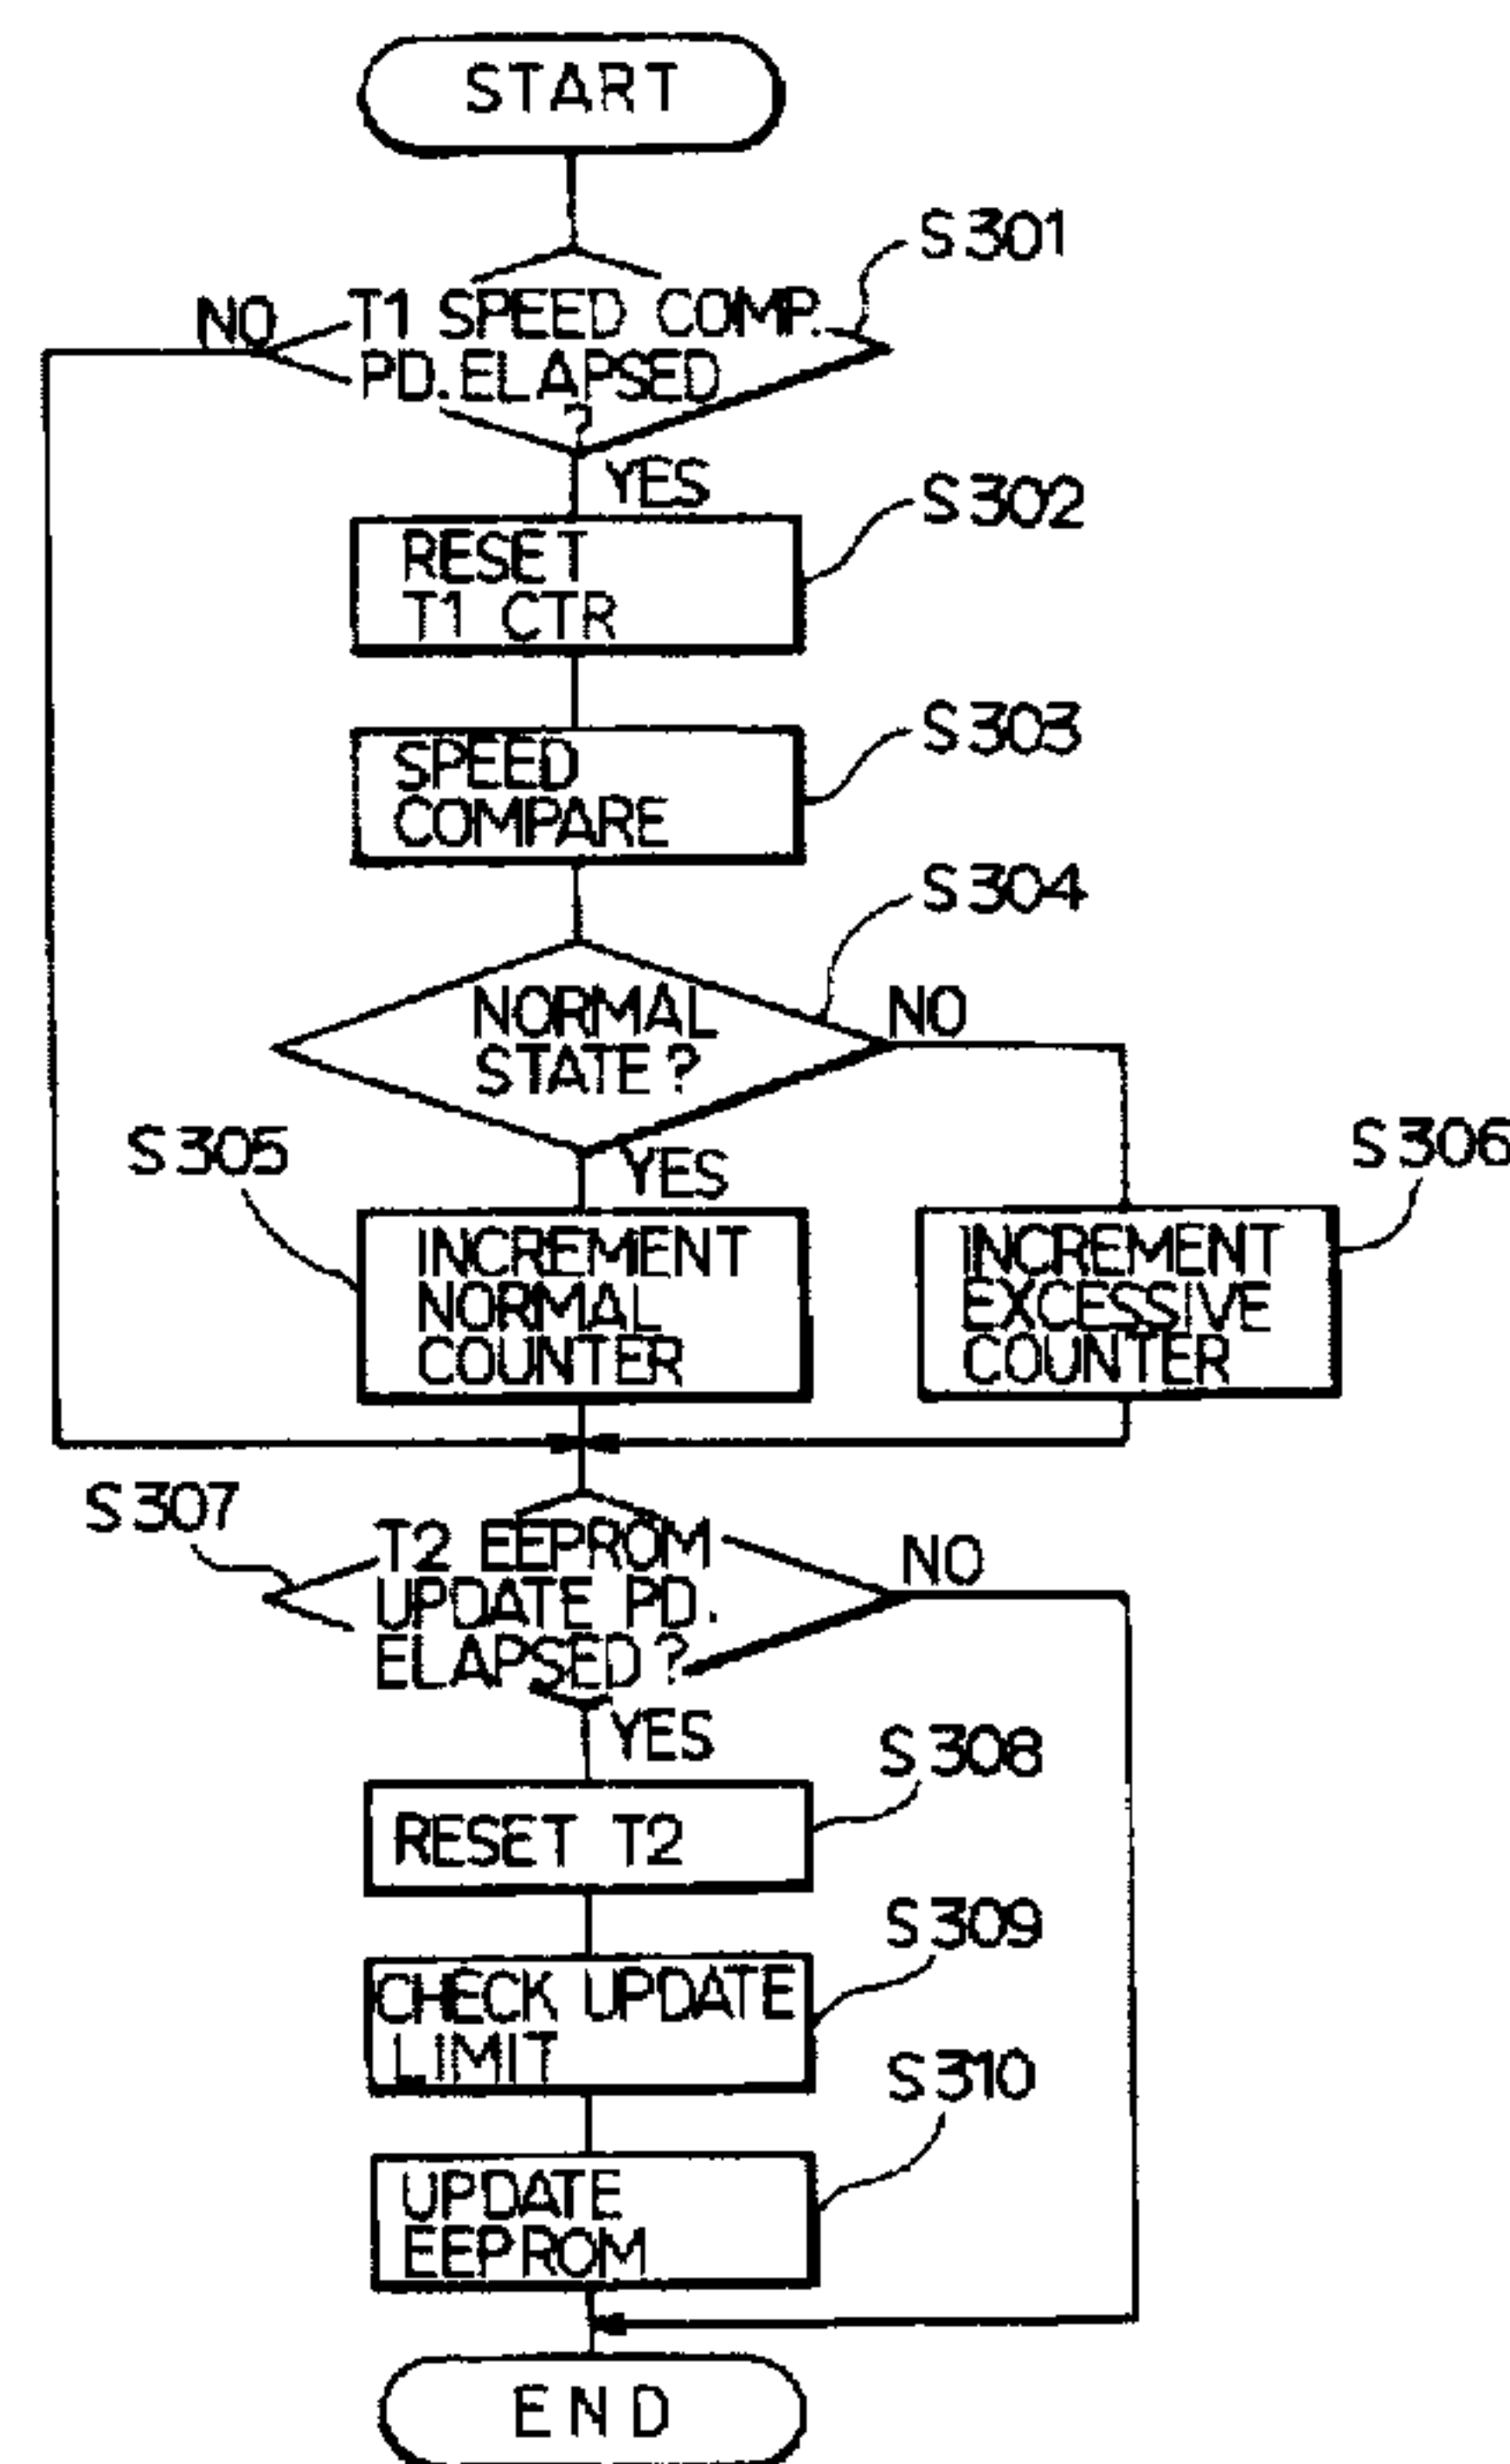 START
S301
NO
T1 SPEED COMP.
PD.ELAPSED
?
YES
S302
RESET
T1 CTR
S303
SPEED
COMPARE
S304
NORMAL
STATE?
NO
S305
YES
S306
INCREMENT
NORMAL
COUNTER
INCREMENT
EXCESSIVE
COUNTER
S307
T2 EEPROM
UPDATE PD.
ELAPSED?
NO
YES
S308
RESET T2
S309
CHECK UPDATE
LIMIT
S310
UPDATE
EEPROM
END